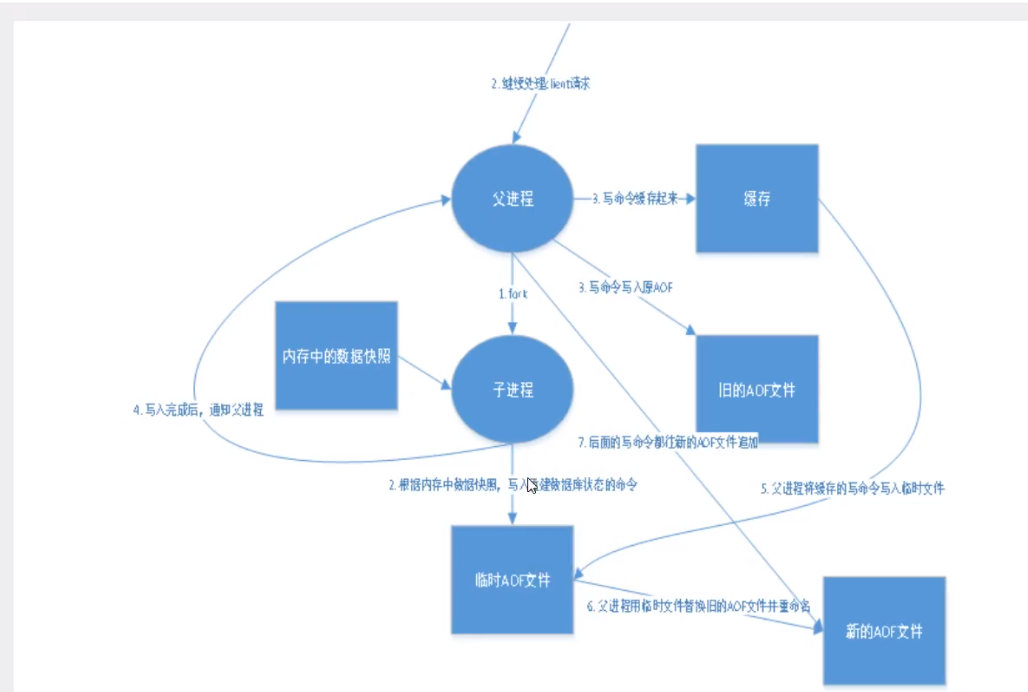 2.继续处理client请求
父进程
3.写命令缓存起来
缓存
1.fork
3.写命令写入原AOF
内存中的数据快照
子进程
旧的AOF文件
4.写入完成后，通知父进程
7.后面的写命令都往新的AOF文件追加
2.根据内存中数据快照，写入重建数据库状态的命令
5.父进程将缓存的写命令写入临时文件
临时AOF文件
6.父进程用临时文件替换旧的AOF文件并重命名
新的AOF文件